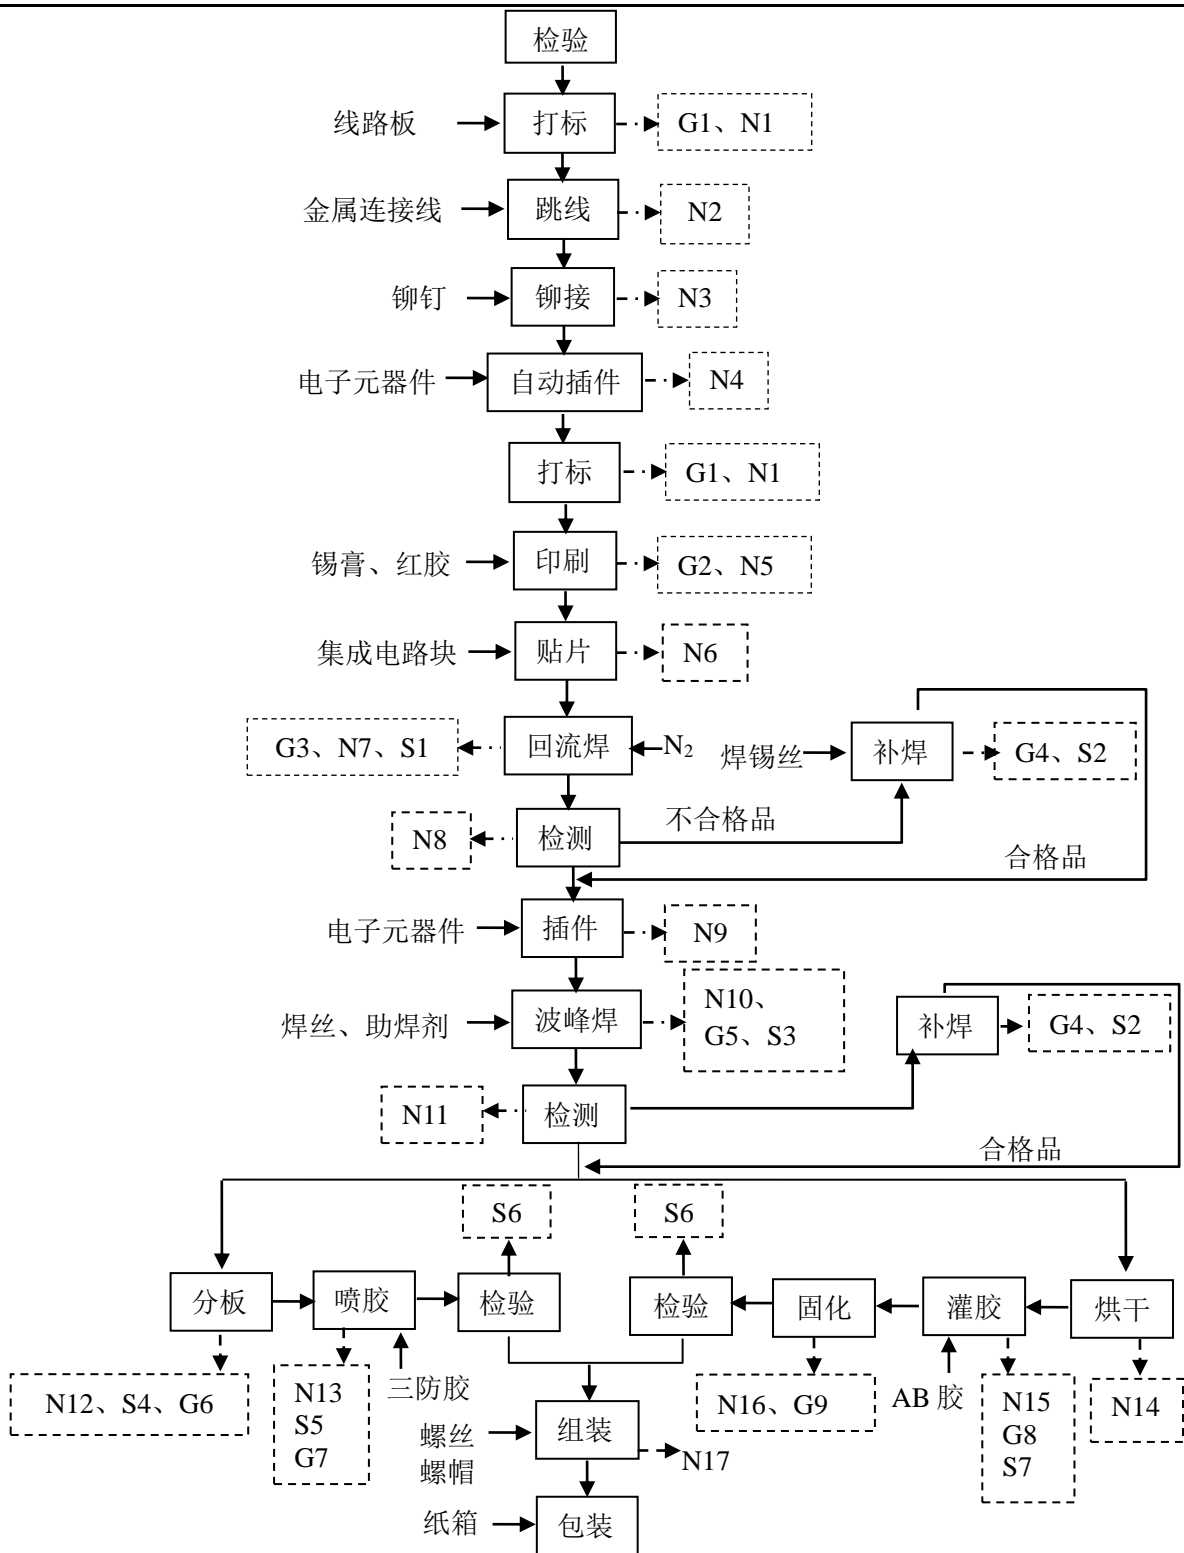 检验
线路板
打标
G1、N1
金属连接线
跳线
N2
铆钉
铆接
N3
电子元器件
自动插件
N4
打标
G1、N1
锡膏、红胶
印刷
G2、N5
集成电路块
贴片
N6
G3、N7、S1
回流焊
N₂
焊锡丝
补焊
G4、S2
N8
检测
不合格品
合格品
电子元器件
插件
N9
焊丝、助焊剂
波峰焊
N10、
G5、S3
补焊
G4、S2
N11
检测
合格品
S6
S6
分板
喷胶
检验
检验
固化
灌胶
烘干
N12、S4、G6
N13
S5
G7
三防胶
N16、G9
AB 胶
N15
G8
S7
N14
螺丝
螺帽
组装
N17
纸箱
包装